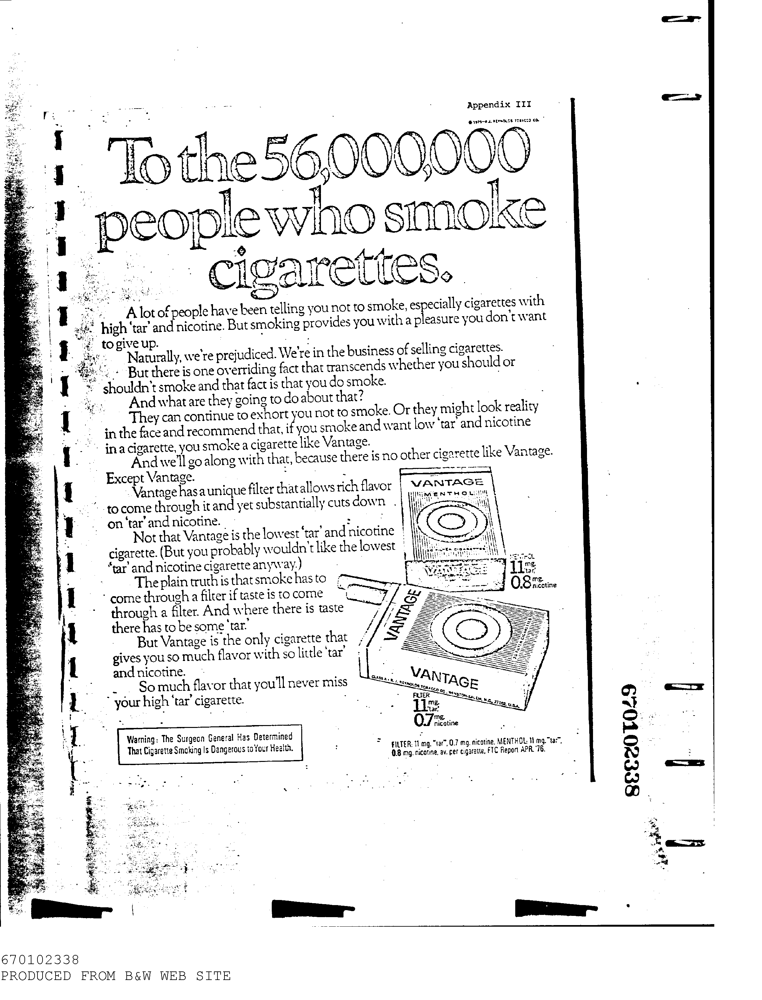 Appendix III
To the 56,000,000
people who smoke
cigarettes.
A lot of people have been telling you not to smoke, especially cigarettes with
high 'tar' and nicotine. But smoking provides you with a pleasure you don't want
to give up.
Naturally, we're prejudiced. We're in the business of selling cigarettes.
But there is one overriding fact that transcends whether you should or
shouldn't smoke and that fact is that you do smoke.
And what are they going to do about that?
They can continue to exhort you not to smoke. Or they might look reality
in the face and recommend that, if you smoke and want low 'tar' and nicotine
in a cigarette, you smoke a cigarette like Vantage.
And we'll go along with that, because there is no other cigarette like Vantage.
Except Vantage.
Vantage has a unique filter that allows rich flavor
to come through it and yet substantially cuts down
on 'tar' and nicotine.
Not that Vantage is the lowest 'tar' and nicotine
cigarette. (But you probably wouldn't like the lowest
'tar' and nicotine cigarette anyway.)
The plain truth is that smoke has to
come through a filter if taste is to come
through a filter. And where there is taste
there has to be some 'tar.'
But Vantage is the only cigarette that
gives you so much flavor with so little 'tar'
and nicotine.
So much flavor that you'll never miss
your high 'tar' cigarette.
VANTAGE
MENTHOL
VANTAGE
MENTHOL
11 mg. "tar"
0.8 mg. nicotine
VANTAGE
VANTAGE
FILTER
11 mg. "tar"
0.7 mg. nicotine
Warning: The Surgeon General Has Determined
That Cigarette Smoking Is Dangerous to Your Health.
FILTER: 11 mg. "tar", 0.7 mg. nicotine, MENTHOL: 11 mg. "tar",
0.8 mg. nicotine, av. per cigarette, FTC Report APR. '76.
670102338
670102338
PRODUCED FROM B&W WEB SITE